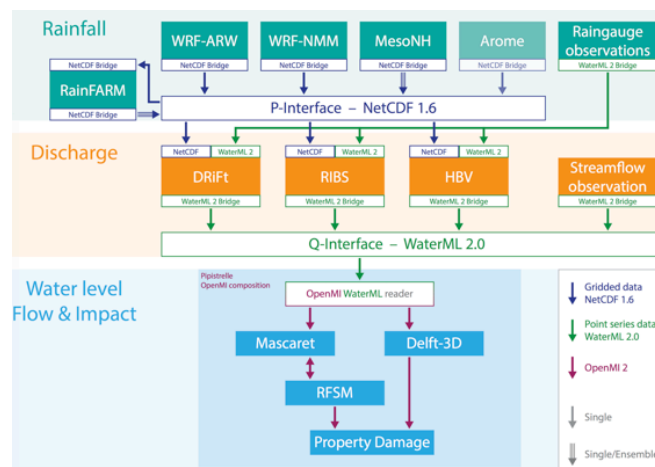 Rainfall
WRF-ARW
NetCDF Bridge
WRF-NMM
NetCDF Bridge
MesoNH
NetCDF Bridge
Arome
NetCDF Bridge
Raingauge
observations
WaterML 2 Bridge
NetCDF Bridge
RainFARM
NetCDF Bridge
P-Interface – NetCDF 1.6
Discharge
NetCDF
WaterML 2
DRiFt
WaterML 2 Bridge
NetCDF
WaterML 2
RIBS
WaterML 2 Bridge
NetCDF
WaterML 2
HBV
WaterML 2 Bridge
Streamflow
observation
WaterML 2 Bridge
Q-Interface – WaterML 2.0
Water level
Flow & Impact
Pipistrelle
OpenMI composition
OpenMI WaterML reader
Mascaret
Delft-3D
RFSM
Property Damage
Gridded data
NetCDF 1.6
Point series data
WaterML 2.0
OpenMI 2
Single
Single/Ensemble